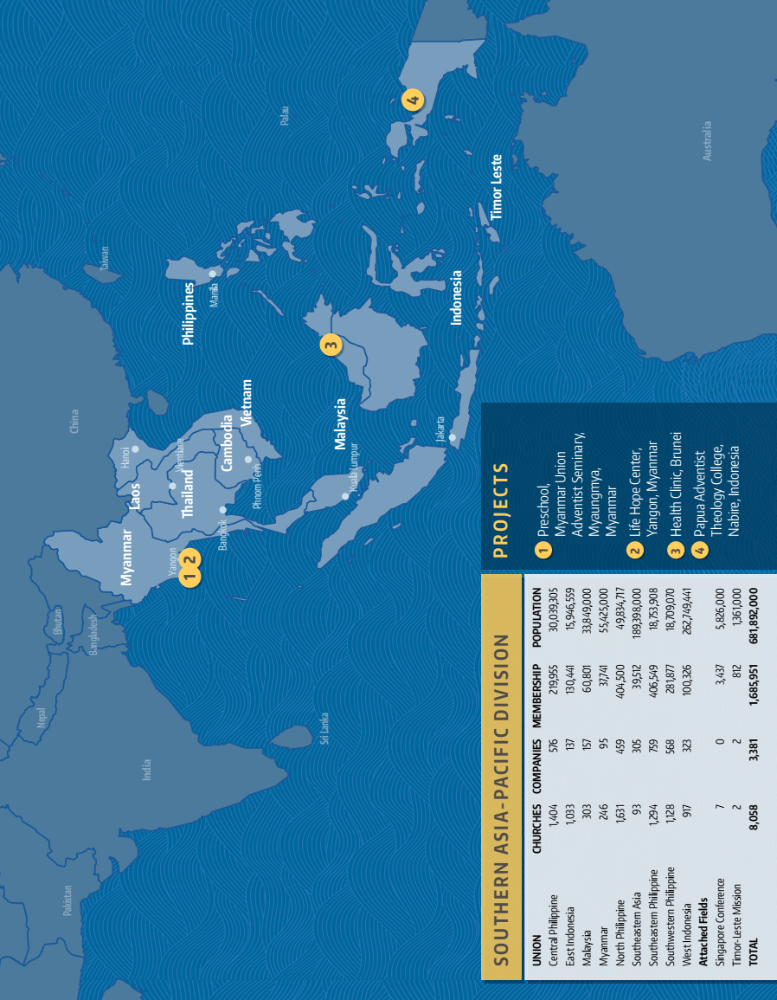 Pakistan
India
Nepal
Bhutan
Bangladesh
Sri Lanka
China
Taiwan
Palau
Australia
Myanmar
Yangon
1 2
Laos
Hanoi
Vientiane
Thailand
Bangkok
Cambodia
Phnom Penh
Vietnam
Philippines
Manila
Malaysia
Kuala Lumpur
3
Jakarta
Indonesia
Timor Leste
4
SOUTHERN ASIA-PACIFIC DIVISION
UNION CHURCHES COMPANIES MEMBERSHIP POPULATION
Central Philippine 1,404 576 219,955 30,039,305
East Indonesia 1,033 137 130,441 15,946,559
Malaysia 303 157 60,801 33,849,000
Myanmar 246 95 37,741 55,425,000
North Philippine 1,631 459 404,500 49,834,717
Southeastern Asia 93 305 39,512 189,398,000
Southeastern Philippine 1,294 759 406,549 18,753,908
Southwestern Philippine 1,128 568 281,877 18,709,070
West Indonesia 917 323 100,326 262,749,441
Attached Fields
Singapore Conference 7 0 3,437 5,826,000
Timor-Leste Mission 2 2 812 1,361,000
TOTAL 8,058 3,381 1,685,951 681,892,000
PROJECTS
1 Preschool,
Myanmar Union
Adventist Seminary,
Myaungmya,
Myanmar
2 Life Hope Center,
Yangon, Myanmar
3 Health Clinic, Brunei
4 Papua Adventist
Theology College,
Nabire, Indonesia